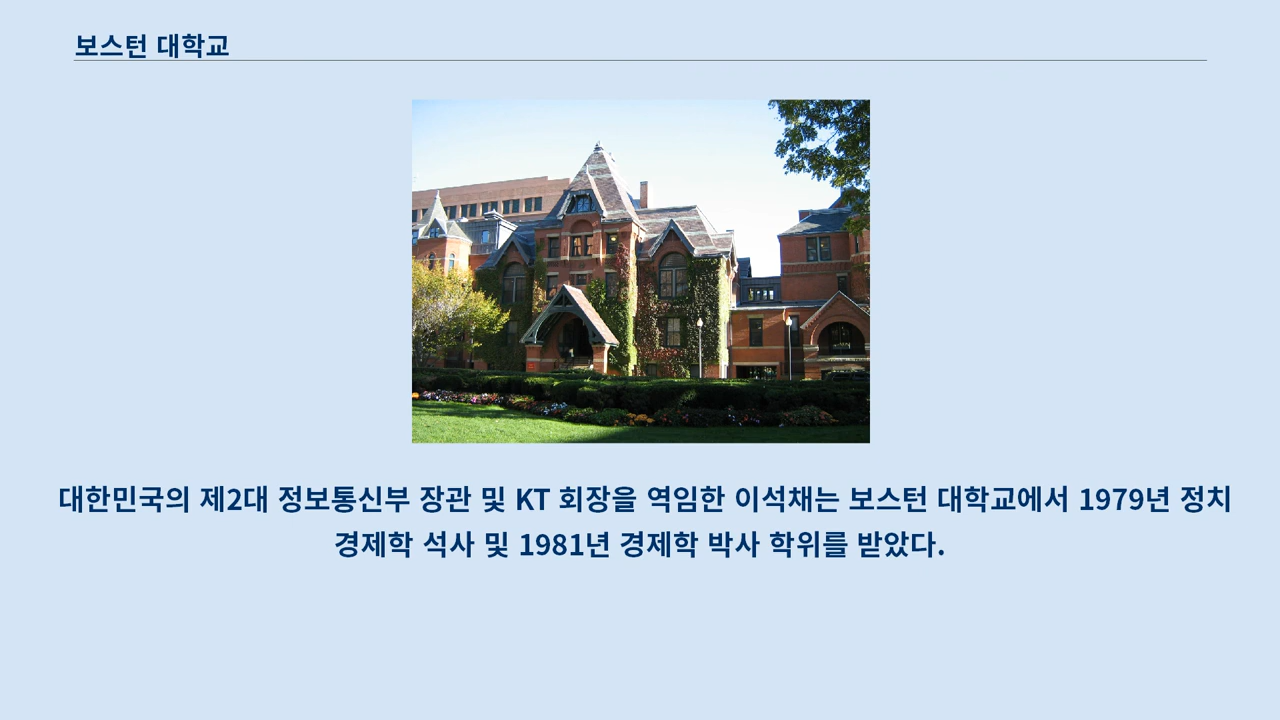 보스턴 대학교
대한민국의 제2대 정보통신부 장관 및 KT 회장을 역임한 이석채는 보스턴 대학교에서 1979년 정치
경제학 석사 및 1981년 경제학 박사 학위를 받았다.